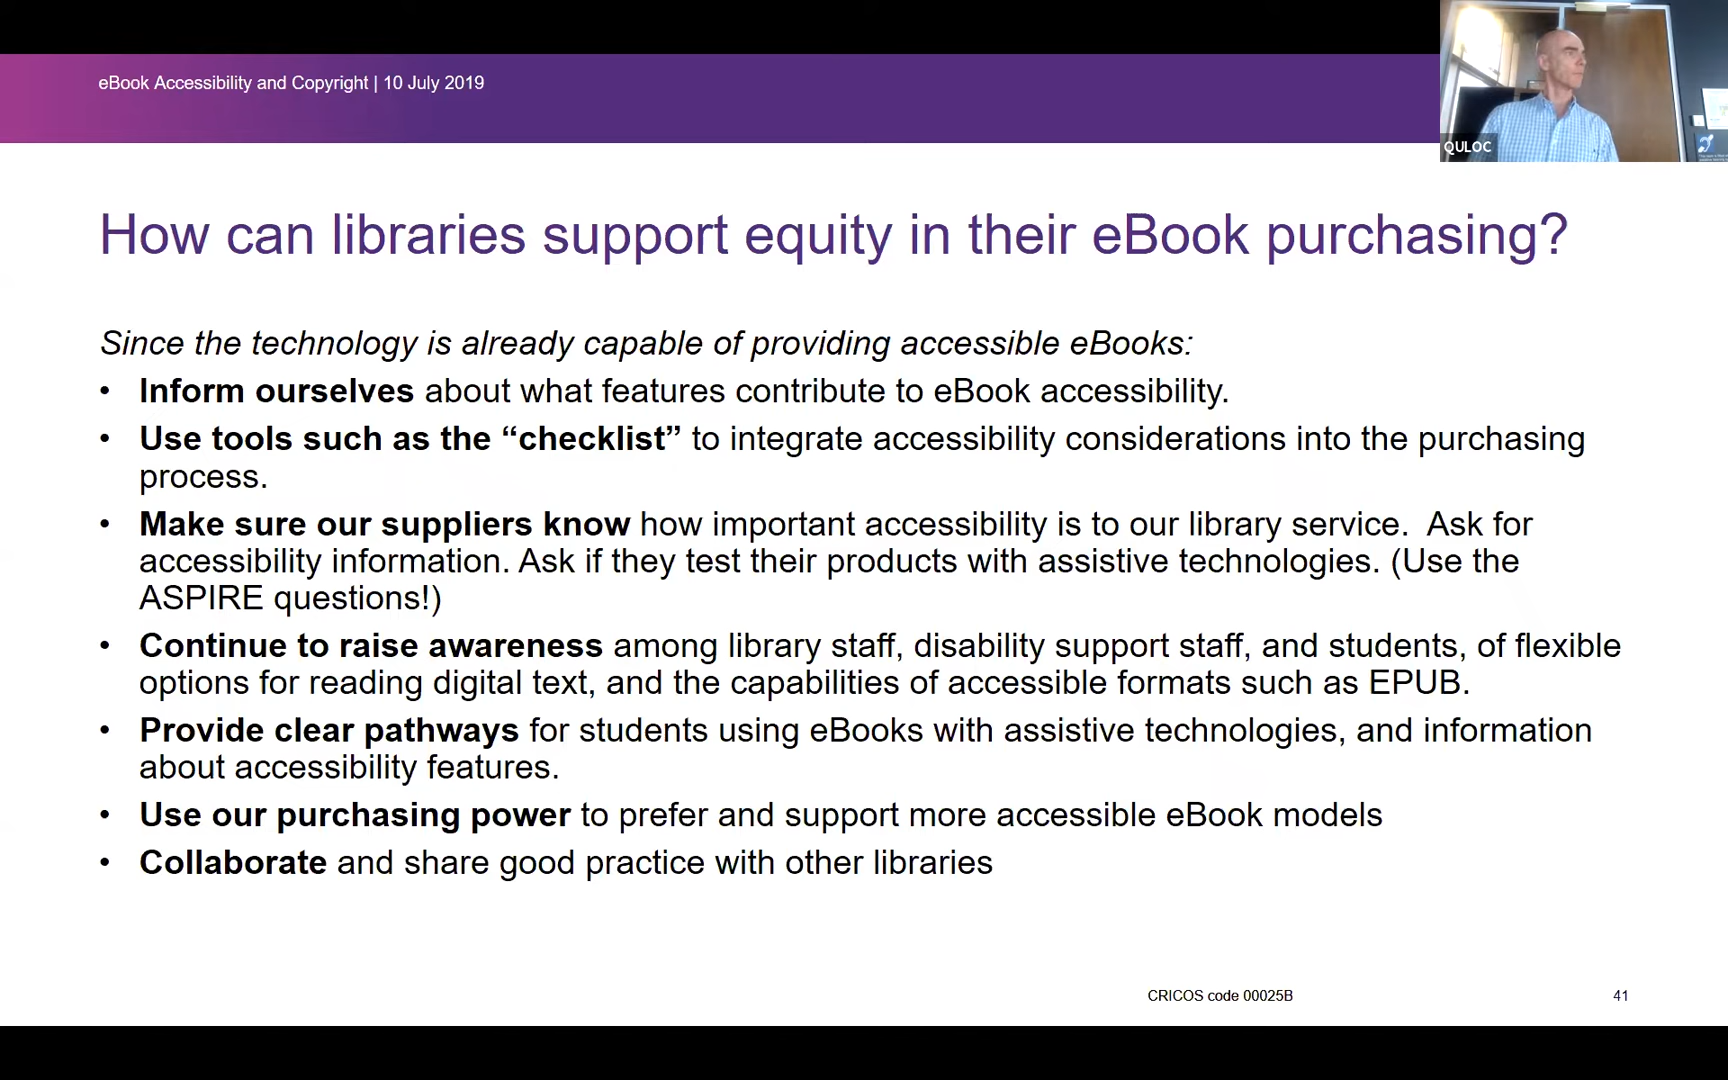 eBook Accessibility and Copyright | 10 July 2019
QULOC
How can libraries support equity in their eBook purchasing?
Since the technology is already capable of providing accessible eBooks:
• Inform ourselves about what features contribute to eBook accessibility.
• Use tools such as the “checklist” to integrate accessibility considerations into the purchasing
process.
• Make sure our suppliers know how important accessibility is to our library service.  Ask for
accessibility information. Ask if they test their products with assistive technologies. (Use the
ASPIRE questions!)
• Continue to raise awareness among library staff, disability support staff, and students, of flexible
options for reading digital text, and the capabilities of accessible formats such as EPUB.
• Provide clear pathways for students using eBooks with assistive technologies, and information
about accessibility features.
• Use our purchasing power to prefer and support more accessible eBook models
• Collaborate and share good practice with other libraries
CRICOS code 00025B
41